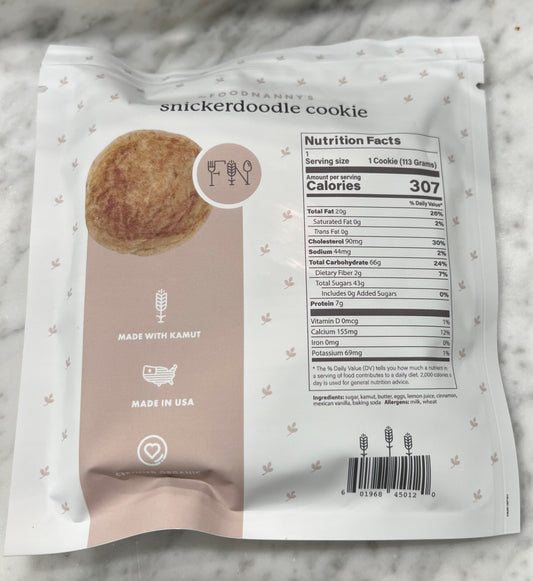 THE FOODNANNY'S
snickerdoodle cookie
FN
MADE WITH KAMUT
MADE IN USA
CERTIFIED ORGANIC
Nutrition Facts
1
Serving size 1 Cookie (113 Grams)
Amount per serving
Calories 307
% Daily Value*
Total Fat 20g 26%
Saturated Fat 0g 2%
Trans Fat 0g
Cholesterol 90mg 30%
Sodium 44mg 2%
Total Carbohydrate 66g 24%
Dietary Fiber 2g 7%
Total Sugars 43g
Includes 0g Added Sugars 0%
Protein 7g
Vitamin D 0mcg 1%
Calcium 155mg 12%
Iron 0mg 0%
Potassium 69mg 1%
* The % Daily Value (DV) tells you how much a nutrient in
a serving of food contributes to a daily diet. 2,000 calories a
day is used for general nutrition advice.
Ingredients: sugar, kamut, butter, eggs, lemon juice, cinnamon,
mexican vanilla, baking soda Allergens: milk, wheat
6 01968 45012 0